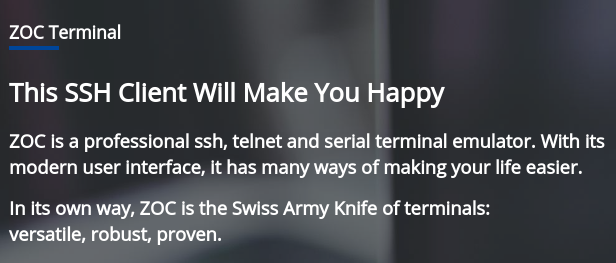 ZOC Terminal
This SSH Client Will Make You Happy
ZOC is a professional ssh, telnet and serial terminal emulator. With its
modern user interface, it has many ways of making your life easier.
In its own way, ZOC is the Swiss Army Knife of terminals:
versatile, robust, proven.